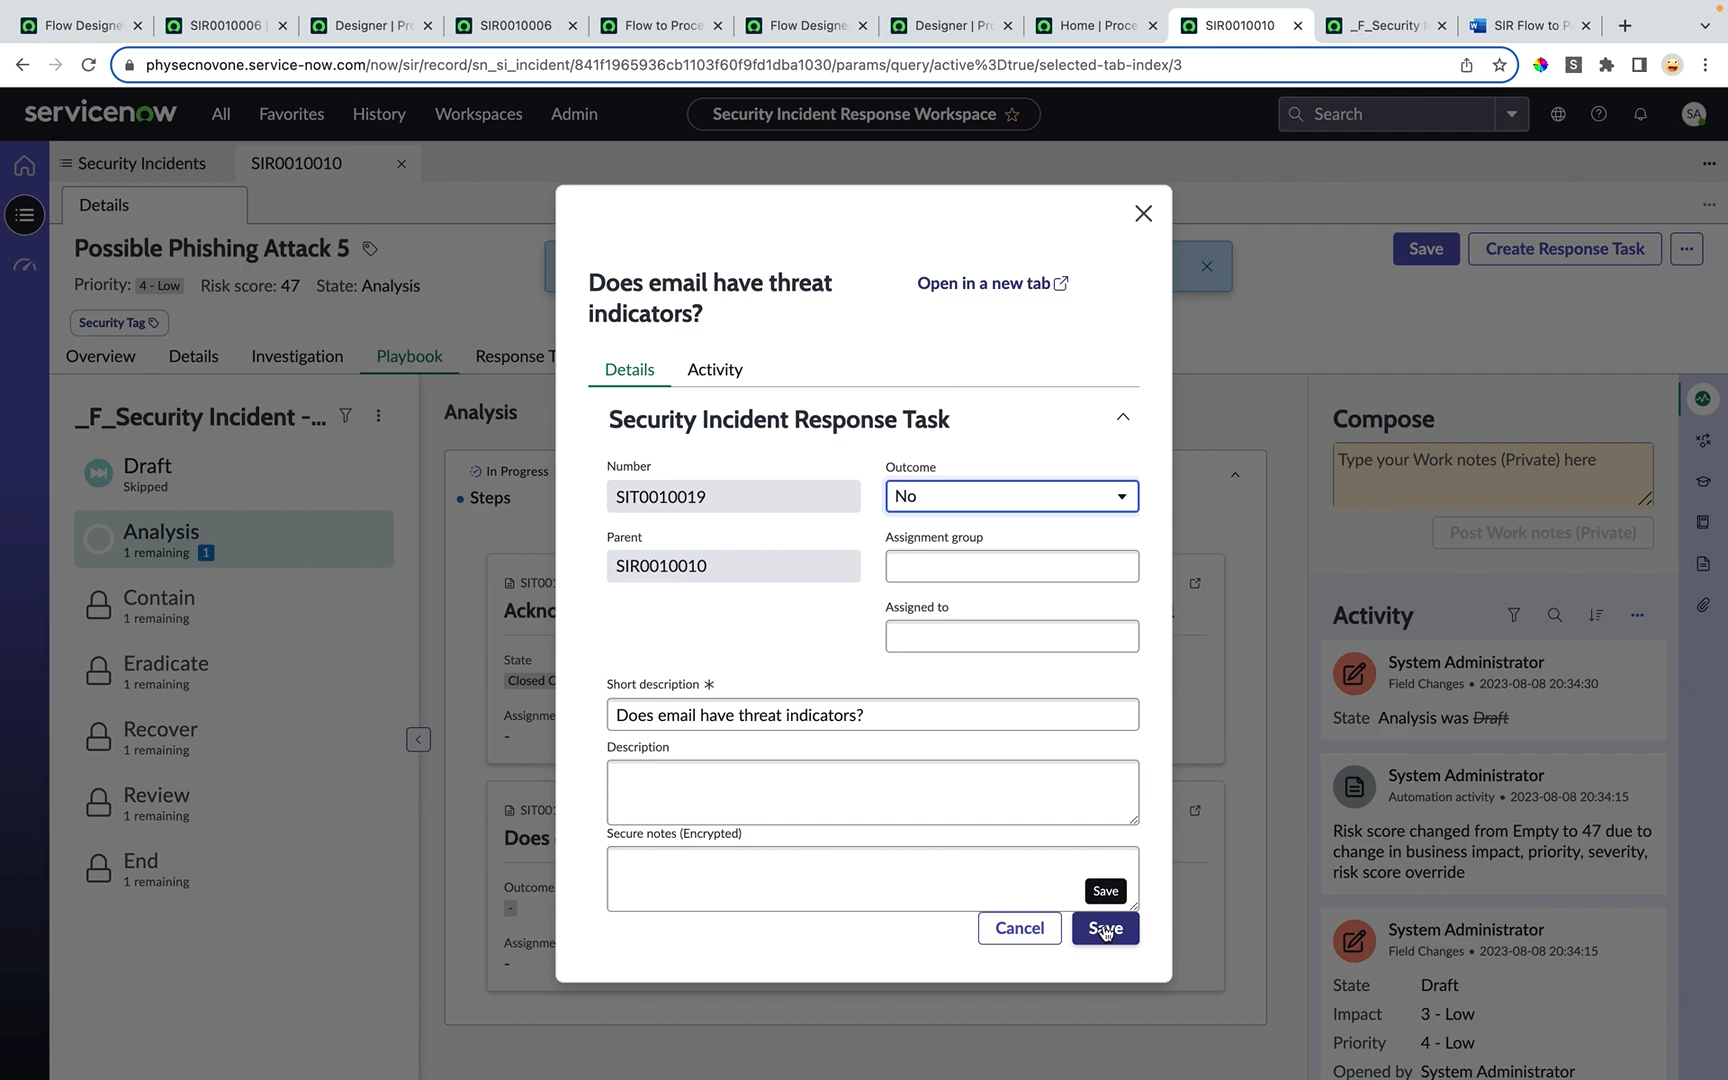 Flow Designe
SIR0010006 |
Designer | Pro
SIR0010006
Flow to Proce
Flow Designe
Designer | Pro
Home | Proce
SIR0010010
_F_Security I
SIR Flow to P
physecnovone.service-now.com/now/sir/record/sn_si_incident/841f1965936cb1103f60f9fd1dba1030/params/query/active%3Dtrue/selected-tab-index/3
servicenow
All
Favorites
History
Workspaces
Admin
Security Incident Response Workspace
Search
SA
Security Incidents
SIR0010010
Details
Possible Phishing Attack 5
Save
Create Response Task
Priority: 4 - Low
Risk score: 47
State: Analysis
Security Tag
Overview
Details
Investigation
Playbook
Response T
_F_Security Incident -...
Draft
Skipped
Analysis
1 remaining 1
Contain
1 remaining
Eradicate
1 remaining
Recover
1 remaining
Review
1 remaining
End
1 remaining
Analysis
In Progress
Steps
SIT00
Ackno
State
Closed C
Assignme
-
SIT00
Does
Outcome
-
Assignme
-
Does email have threat
indicators?
Open in a new tab
Details
Activity
Security Incident Response Task
Number
SIT0010019
Outcome
No
Parent
SIR0010010
Assignment group
Assigned to
Short description
Does email have threat indicators?
Description
Secure notes (Encrypted)
Save
Cancel
Save
Compose
Type your Work notes (Private) here
Post Work notes (Private)
Activity
System Administrator
Field Changes • 2023-08-08 20:34:30
State Analysis was Draft
System Administrator
Automation activity • 2023-08-08 20:34:15
Risk score changed from Empty to 47 due to
change in business impact, priority, severity,
risk score override
System Administrator
Field Changes • 2023-08-08 20:34:15
State Draft
Impact 3 - Low
Priority 4 - Low
Opened by System Administrator